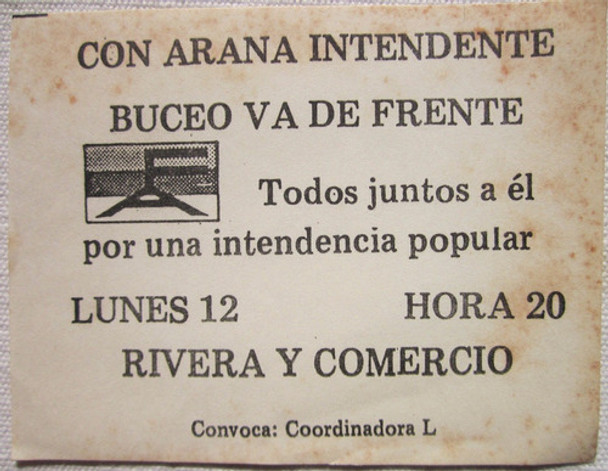 CON ARANA INTENDENTE
BUCEO VA DE FRENTE
Todos juntos a él
por una intendencia popular
LUNES 12 HORA 20
RIVERA Y COMERCIO
Convoca: Coordinadora L